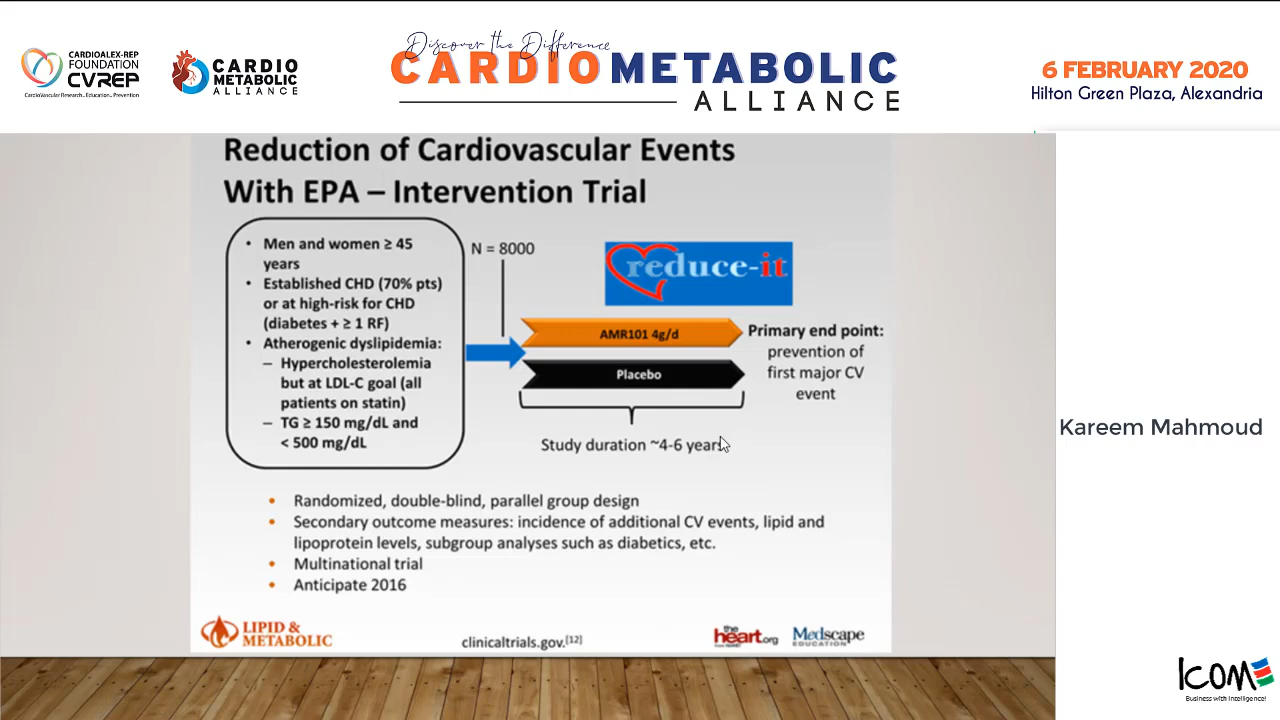 CARDIOALEX-REP
FOUNDATION
CVREP
CardioVascular Research.. Education.. Prevention
CARDIO
METABOLIC
ALLIANCE
Discover the Difference
CARDIOMETABOLIC
ALLIANCE
6 FEBRUARY 2020
Hilton Green Plaza, Alexandria
Reduction of Cardiovascular Events
With EPA – Intervention Trial
• Men and women ≥ 45
years
• Established CHD (70% pts)
or at high-risk for CHD
(diabetes + ≥ 1 RF)
• Atherogenic dyslipidemia:
– Hypercholesterolemia
but at LDL-C goal (all
patients on statin)
– TG ≥ 150 mg/dL and
< 500 mg/dL
N = 8000
reduce-it
AMR101 4g/d
Placebo
Primary end point:
prevention of
first major CV
event
Study duration ~4-6 years
• Randomized, double-blind, parallel group design
• Secondary outcome measures: incidence of additional CV events, lipid and
lipoprotein levels, subgroup analyses such as diabetics, etc.
• Multinational trial
• Anticipate 2016
LIPID &
METABOLIC
clinicaltrials.gov.[12]
theheart.org
Medscape
EDUCATION
Kareem Mahmoud
ICOME
Business with Intelligence!